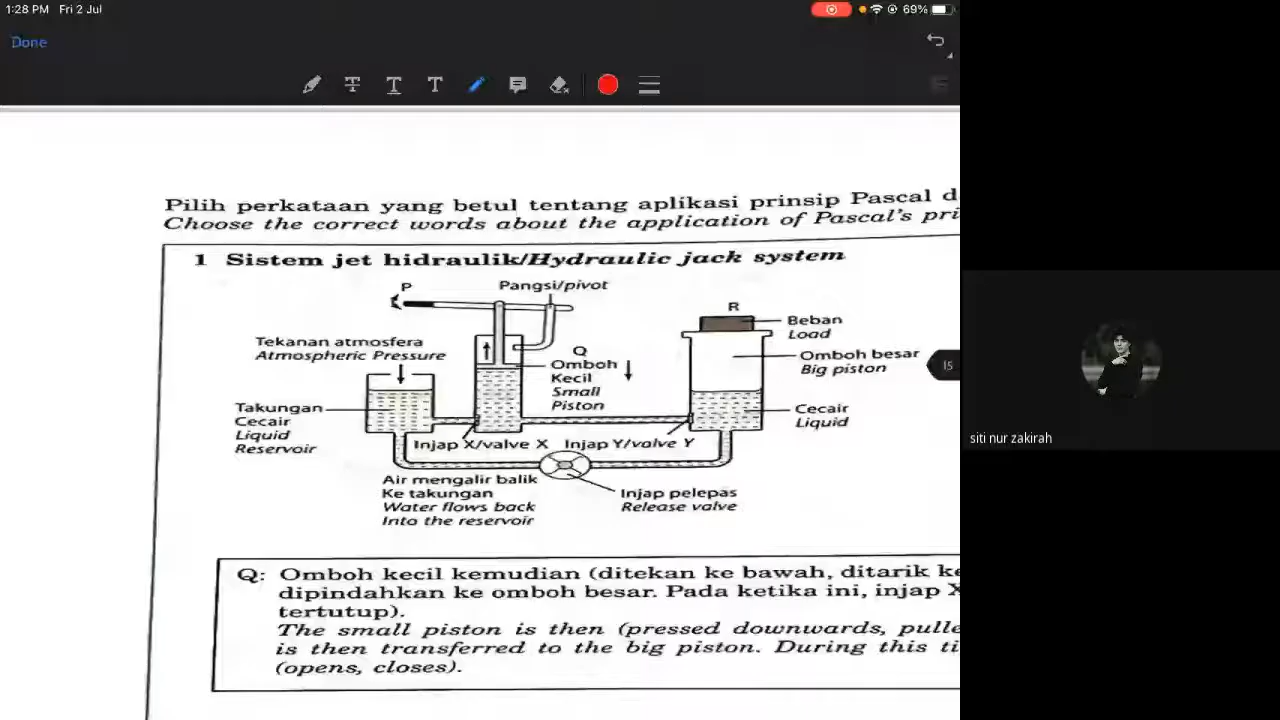 1:28 PM Fri 2 Jul
69%
Done
T T T
Pilih perkataan yang betul tentang aplikasi prinsip Pascal d
Choose the correct words about the application of Pascal's pri
1 Sistem jet hidraulik/Hydraulic jack system
P
Pangsi/pivot
R
Beban
Load
Tekanan atmosfera
Atmospheric Pressure
Q
Omboh
Kecil
Small
Piston
Omboh besar
Big piston
15
Takungan
Cecair
Liquid
Reservoir
Cecair
Liquid
Injap X/valve X
Injap Y/valve Y
Air mengalir balik
Ke takungan
Water flows back
Into the reservoir
Injap pelepas
Release valve
Q: Omboh kecil kemudian (ditekan ke bawah, ditarik ke
dipindahkan ke omboh besar. Pada ketika ini, injap X
tertutup).
The small piston is then (pressed downwards, pulle
is then transferred to the big piston. During this ti
(opens, closes).
siti nur zakirah